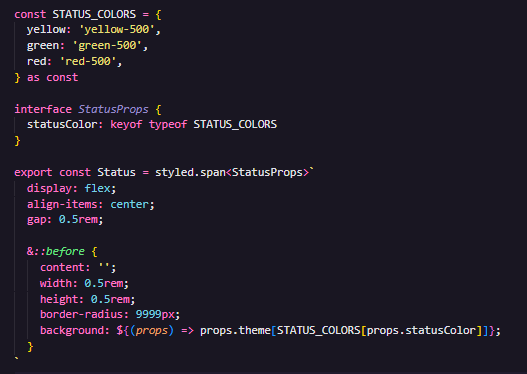 const STATUS_COLORS = {
  yellow: 'yellow-500',
  green: 'green-500',
  red: 'red-500',
} as const

interface StatusProps {
  statusColor: keyof typeof STATUS_COLORS
}

export const Status = styled.span<StatusProps>`
  display: flex;
  align-items: center;
  gap: 0.5rem;

  &::before {
    content: '';
    width: 0.5rem;
    height: 0.5rem;
    border-radius: 9999px;
    background: ${(props) => props.theme[STATUS_COLORS[props.statusColor]]};
  }
`